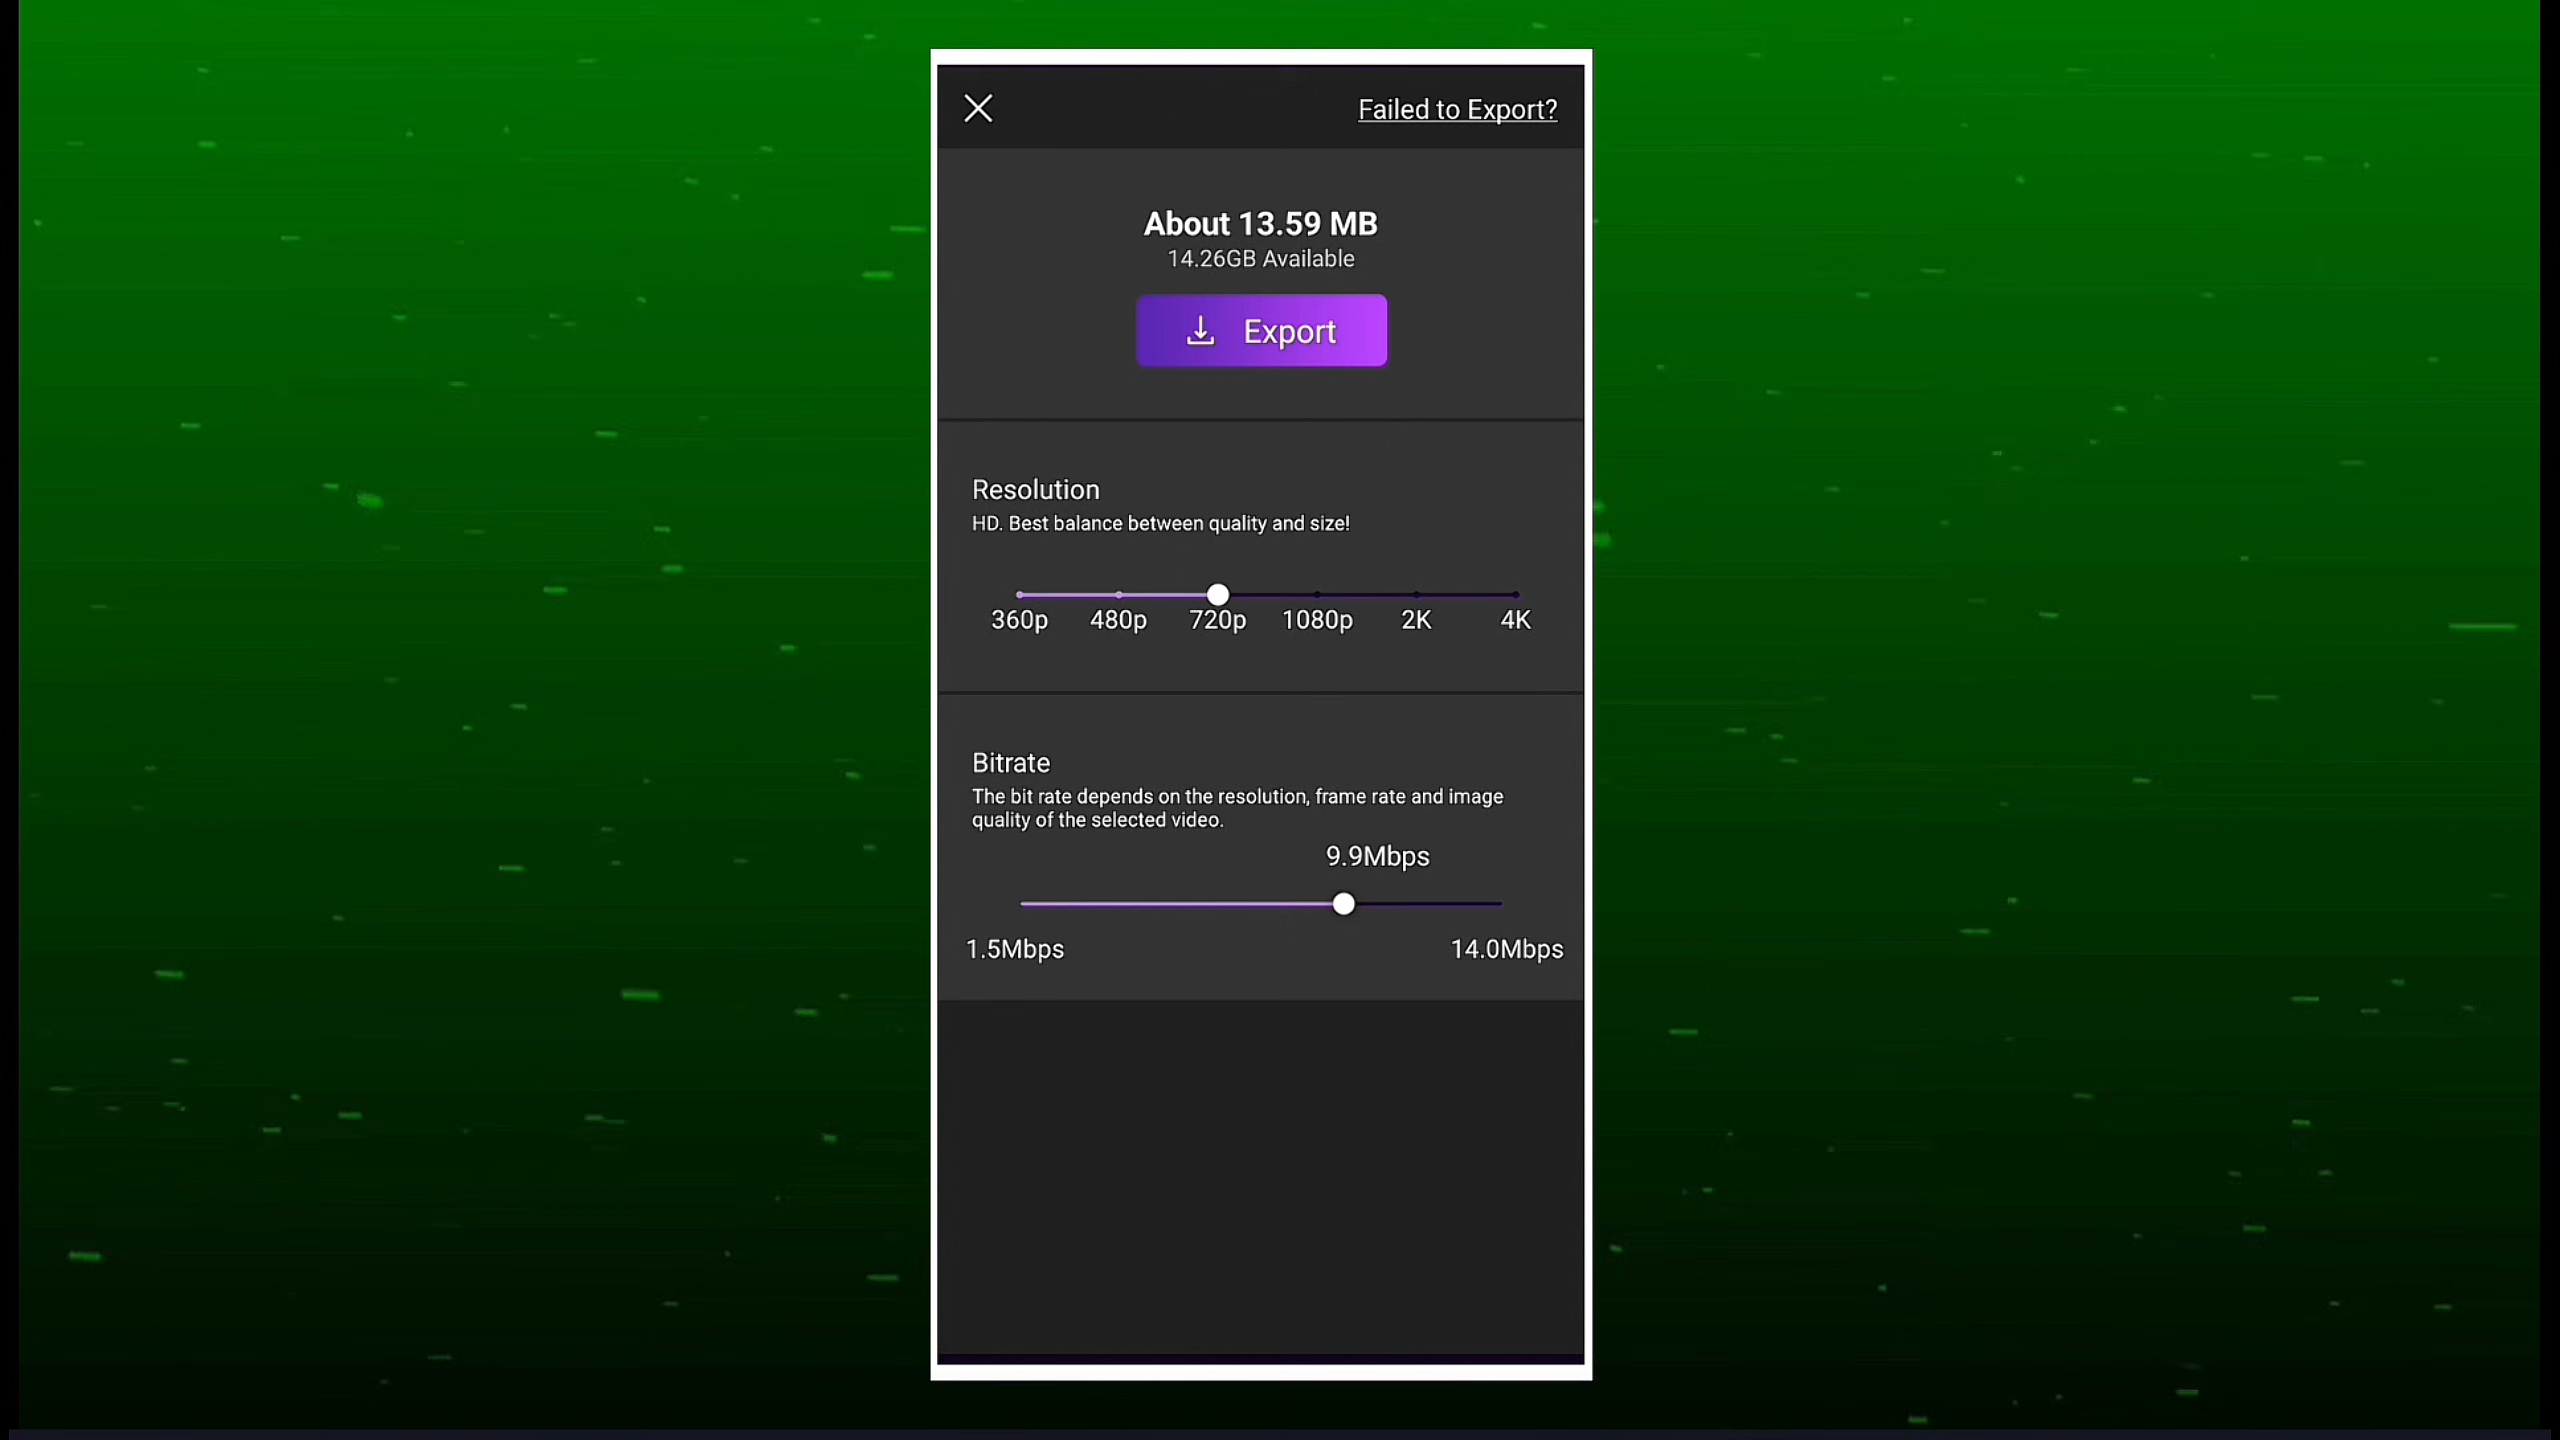 Failed to Export?
About 13.59 MB
14.26GB Available
Export
Resolution
HD. Best balance between quality and size!
360p 480p 720p 1080p 2K 4K
Bitrate
The bit rate depends on the resolution, frame rate and image
quality of the selected video.
9.9Mbps
1.5Mbps 14.0Mbps